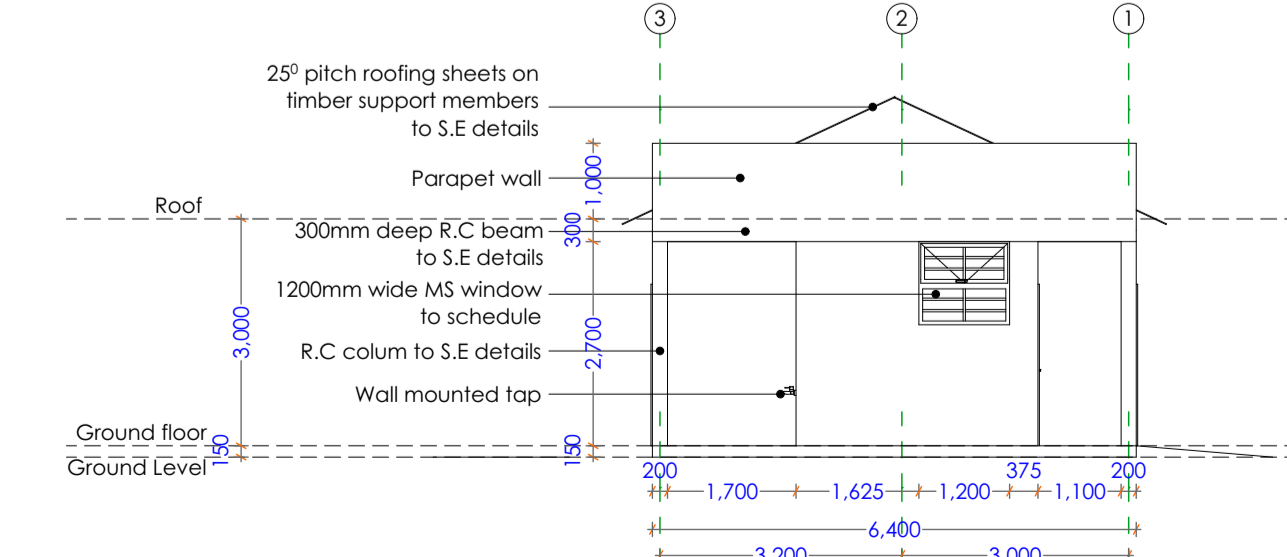 3
2
1
25⁰ pitch roofing sheets on
timber support members
to S.E details
Parapet wall
1,000
Roof
300mm deep R.C beam
to S.E details
300
1200mm wide MS window
to schedule
3,000
2,700
R.C colum to S.E details
Wall mounted tap
Ground floor
150
150
Ground Level
200
375
200
1,700
1,625
1,200
1,100
6,400
3,200
3,000